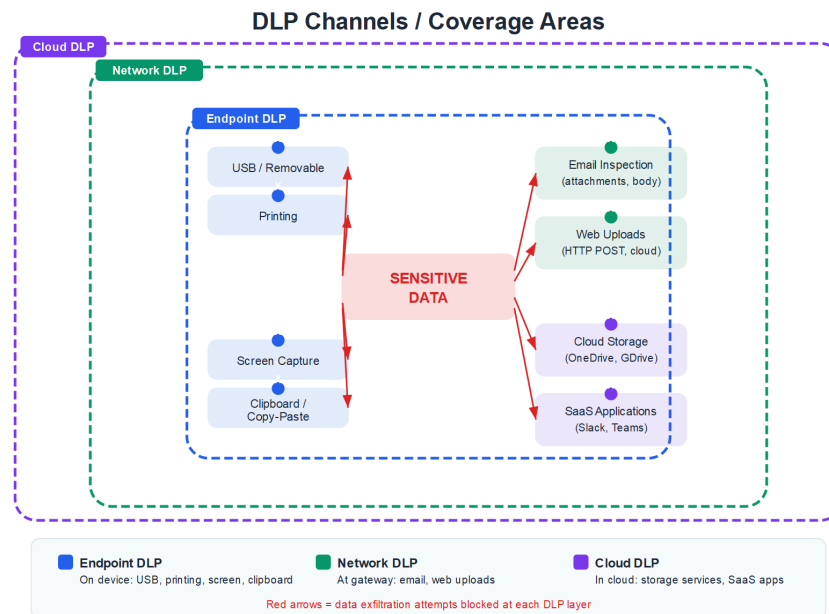 DLP Channels / Coverage Areas
Cloud DLP
Network DLP
Endpoint DLP
USB / Removable
Printing
Screen Capture
Clipboard /
Copy-Paste
SENSITIVE
DATA
Email Inspection
(attachments, body)
Web Uploads
(HTTP POST, cloud)
Cloud Storage
(OneDrive, GDrive)
SaaS Applications
(Slack, Teams)
Endpoint DLP
On device: USB, printing, screen, clipboard
Network DLP
At gateway: email, web uploads
Cloud DLP
In cloud: storage services, SaaS apps
Red arrows = data exfiltration attempts blocked at each DLP layer